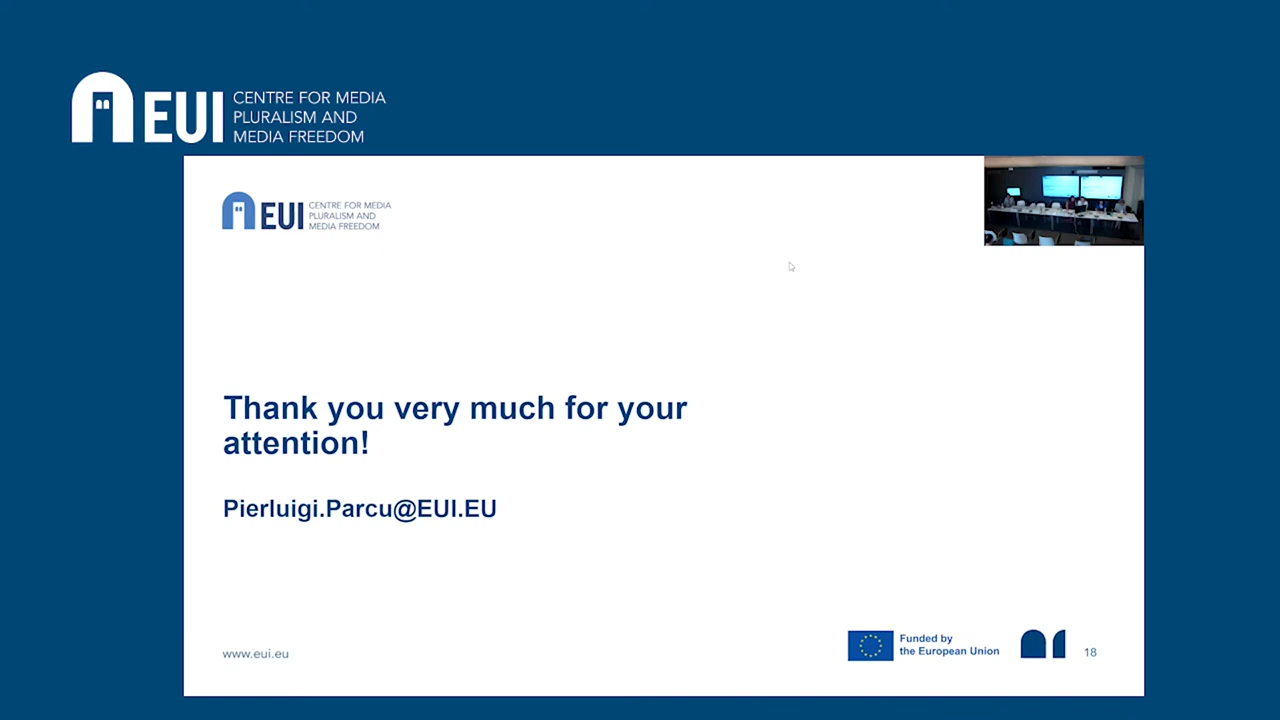 EUI
CENTRE FOR MEDIA
PLURALISM AND
MEDIA FREEDOM
EUI
CENTRE FOR MEDIA
PLURALISM AND
MEDIA FREEDOM
Thank you very much for your
attention!
Pierluigi.Parcu@EUI.EU
www.eui.eu
Funded by
the European Union
18